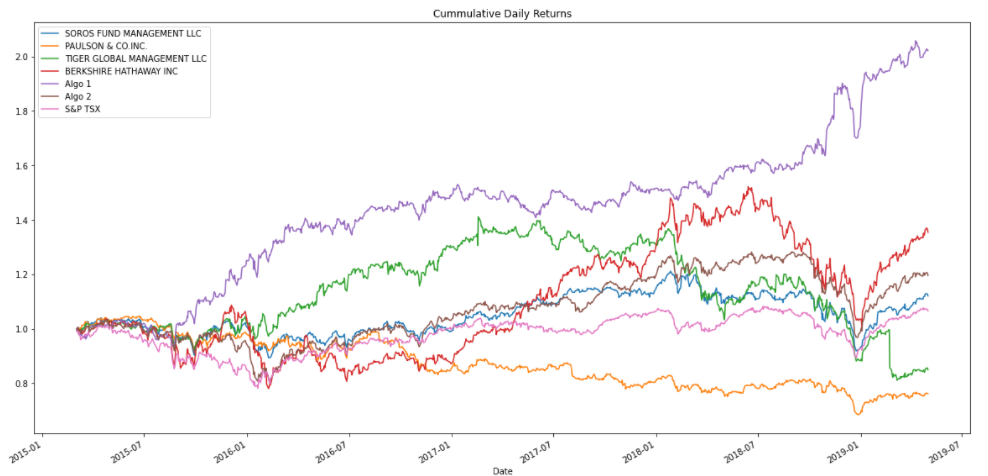 Cummulative Daily Returns
SOROS FUND MANAGEMENT LLC
PAULSON & CO.INC.
TIGER GLOBAL MANAGEMENT LLC
BERKSHIRE HATHAWAY INC
Algo 1
Algo 2
S&P TSX
2.0
1.8
1.6
1.4
1.2
1.0
0.8
2015-01
2015-07
2016-01
2016-07
2017-01
2017-07
2018-01
2018-07
2019-01
2019-07
Date